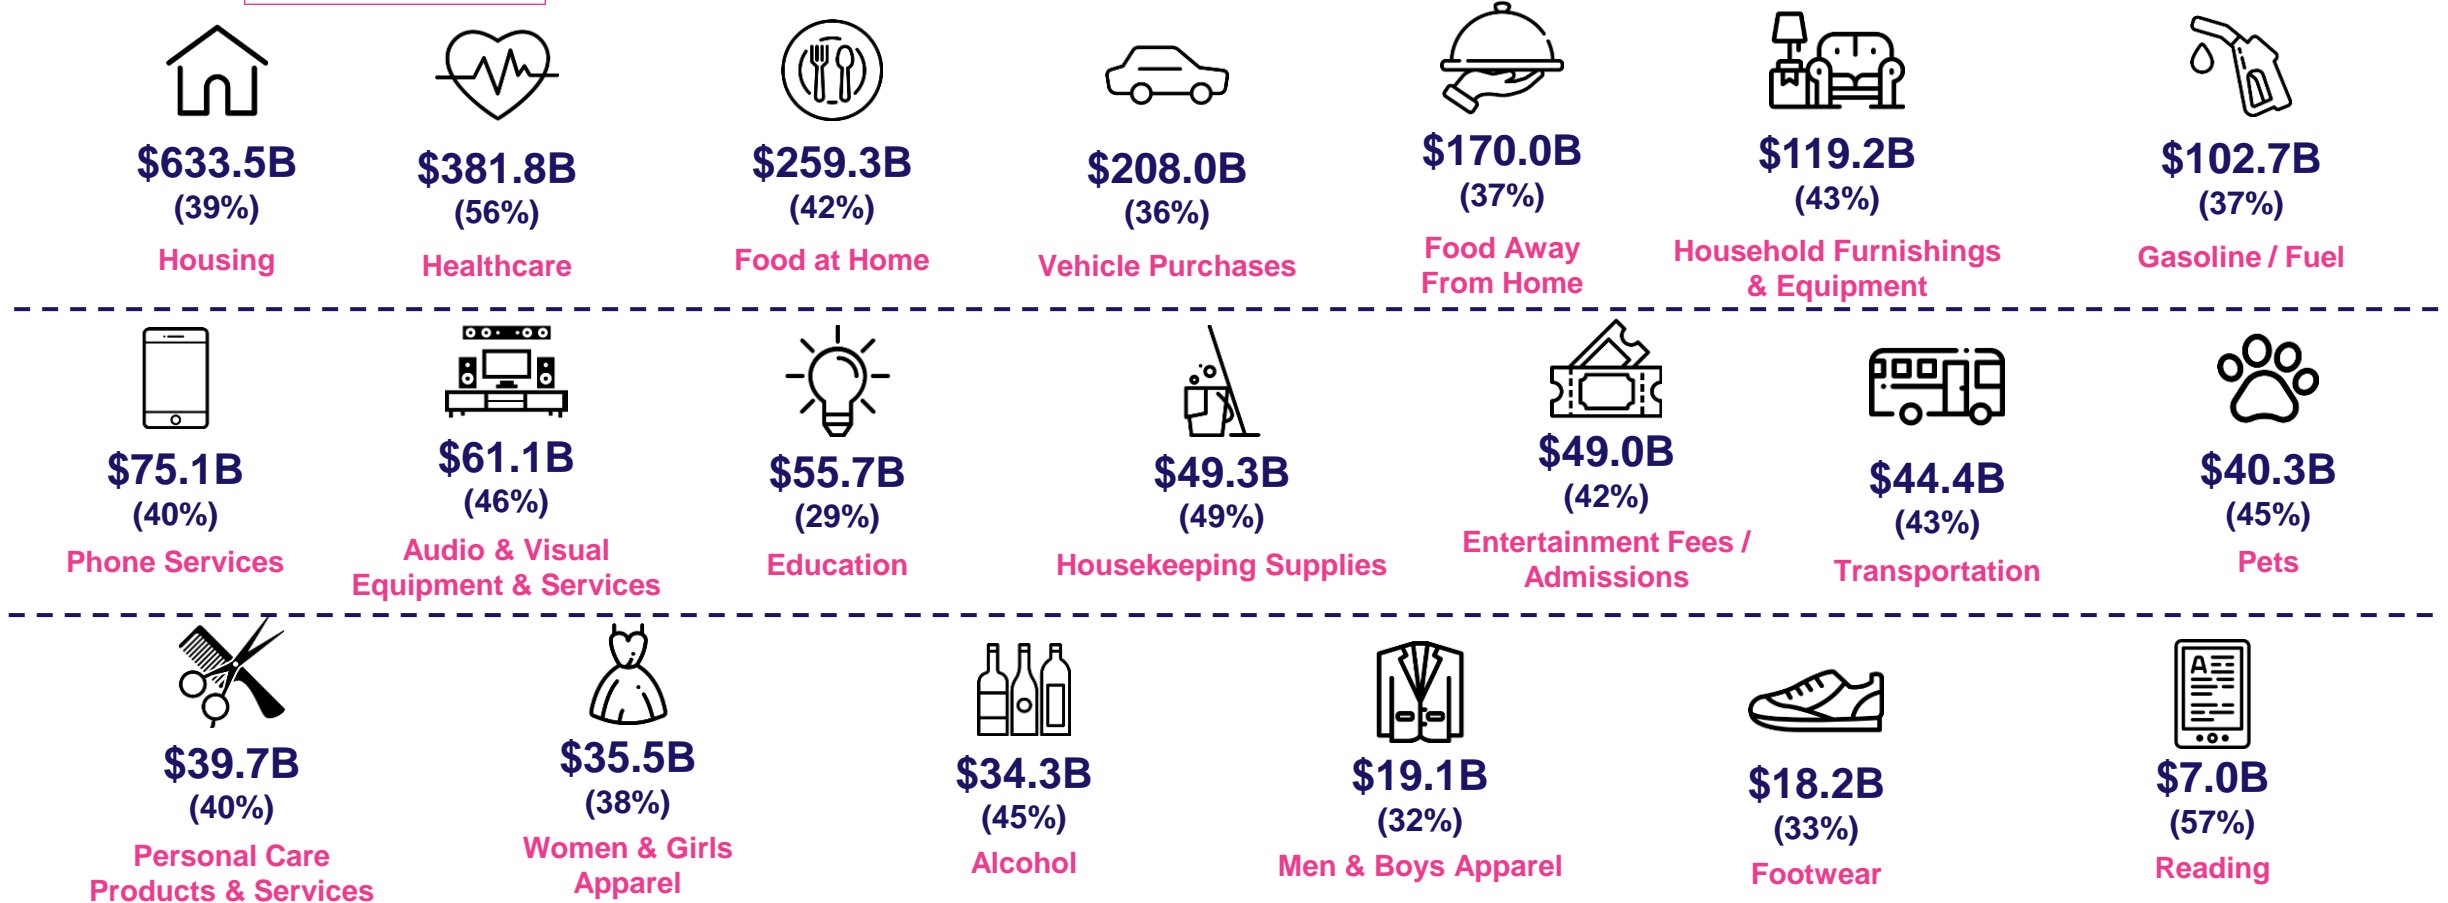 $633.5B
(39%)
Housing
$381.8B
(56%)
Healthcare
$259.3B
(42%)
Food at Home
$208.0B
(36%)
Vehicle Purchases
$170.0B
(37%)
Food Away
From Home
$119.2B
(43%)
Household Furnishings
& Equipment
$102.7B
(37%)
Gasoline / Fuel
$75.1B
(40%)
Phone Services
$61.1B
(46%)
Audio & Visual
Equipment & Services
$55.7B
(29%)
Education
$49.3B
(49%)
Housekeeping Supplies
$49.0B
(42%)
Entertainment Fees /
Admissions
$44.4B
(43%)
Transportation
$40.3B
(45%)
Pets
$39.7B
(40%)
Personal Care
Products & Services
$35.5B
(38%)
Women & Girls
Apparel
$34.3B
(45%)
Alcohol
$19.1B
(32%)
Men & Boys Apparel
$18.2B
(33%)
Footwear
A
$7.0B
(57%)
Reading